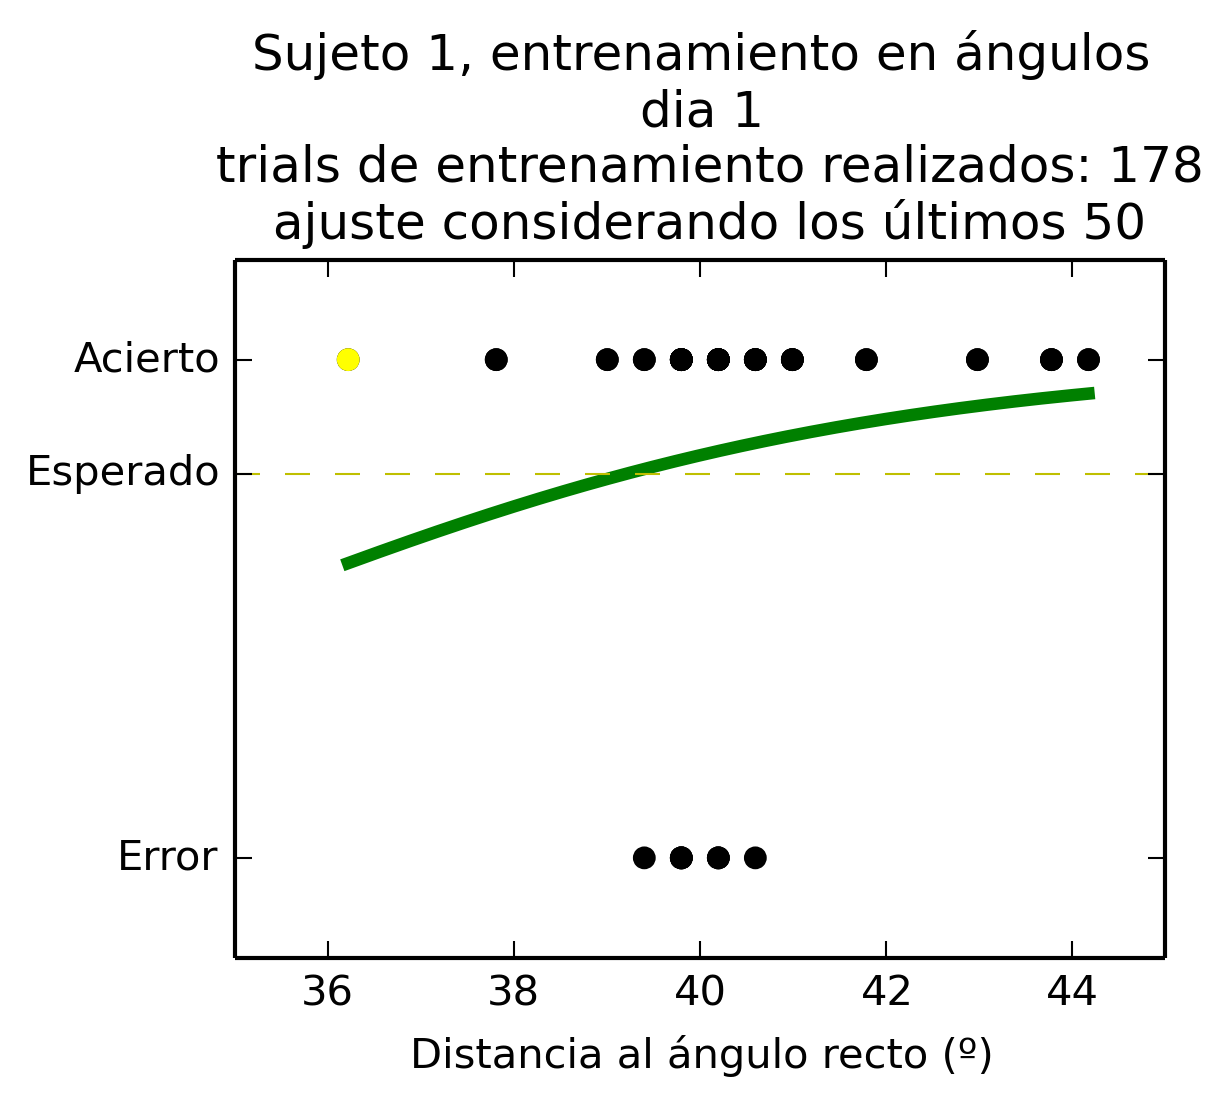 Sujeto 1, entrenamiento en ángulos
dia 1
trials de entrenamiento realizados: 178
ajuste considerando los últimos 50
Acierto
Esperado
Error
36 38 40 42 44
Distancia al ángulo recto (º)